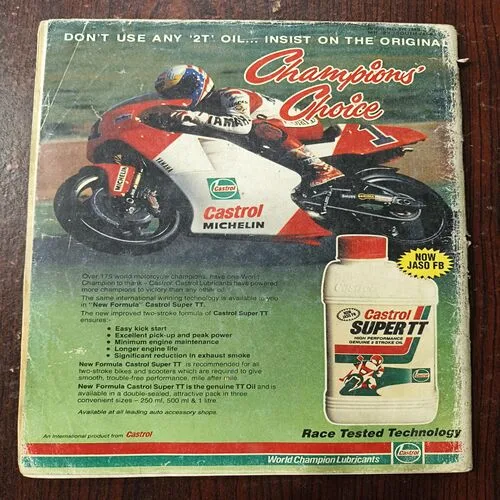 DON'T USE ANY '2T' OIL... INSIST ON THE ORIGINAL
Champions'
Choice
YAMAHA
1
MICHELIN
Castrol
Castrol
MICHELIN
Over 175 world motorcycle champions, have one World
Champion to thank - Castrol. Castrol Lubricants have powered
more champions to victory than any other oil.
The same international winning technology is available to you
in "New Formula" Castrol Super TT.
The new improved two-stroke formula of Castrol Super TT
ensures:-
• Easy kick start
• Excellent pick-up and peak power
• Minimum engine maintenance
• Longer engine life
• Significant reduction in exhaust smoke
New Formula Castrol Super TT is recommended for all
two-stroke bikes and scooters which are required to give
smooth, trouble-free performance, mile after mile.
New Formula Castrol Super TT is the genuine TT Oil and is
available in a double-sealed, attractive pack in three
convenient sizes - 250 ml, 500 ml & 1 litre.
Available at all leading auto accessory shops.
NOW
JASO FB
Castrol
NOW
JASO FB
Castrol
SUPER TT
HIGH PERFORMANCE
GENUINE 2 STROKE OIL
Castrol
An International product from Castrol
Race Tested Technology
World Champion Lubricants
Castrol